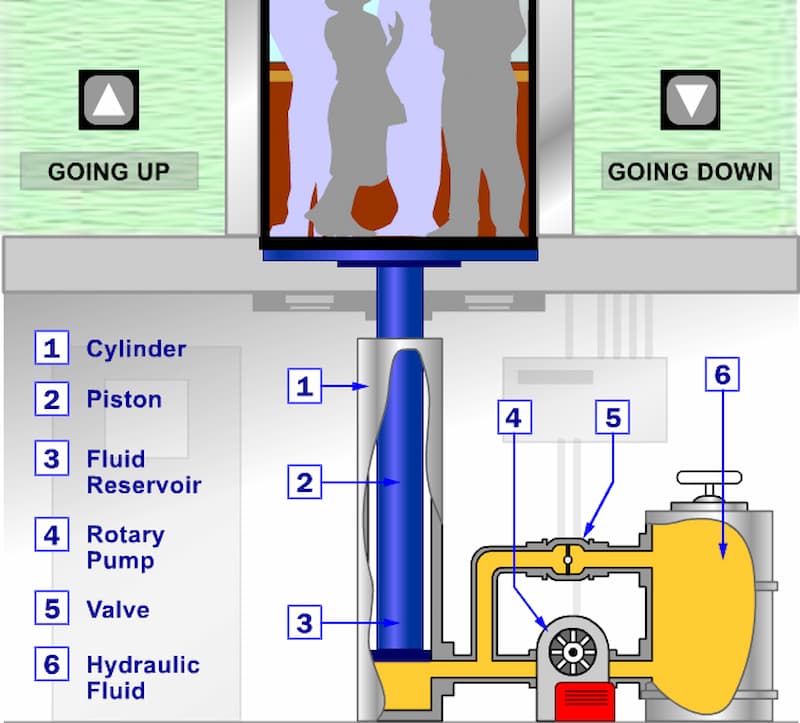 GOING UP
GOING DOWN
1 Cylinder
2 Piston
3 Fluid
Reservoir
4 Rotary
Pump
5 Valve
6 Hydraulic
Fluid
1
2
3
4
5
6